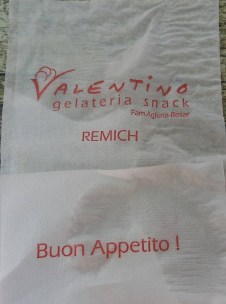 VALENTINO
gelateria snack
REMICH
Buon Appetito !